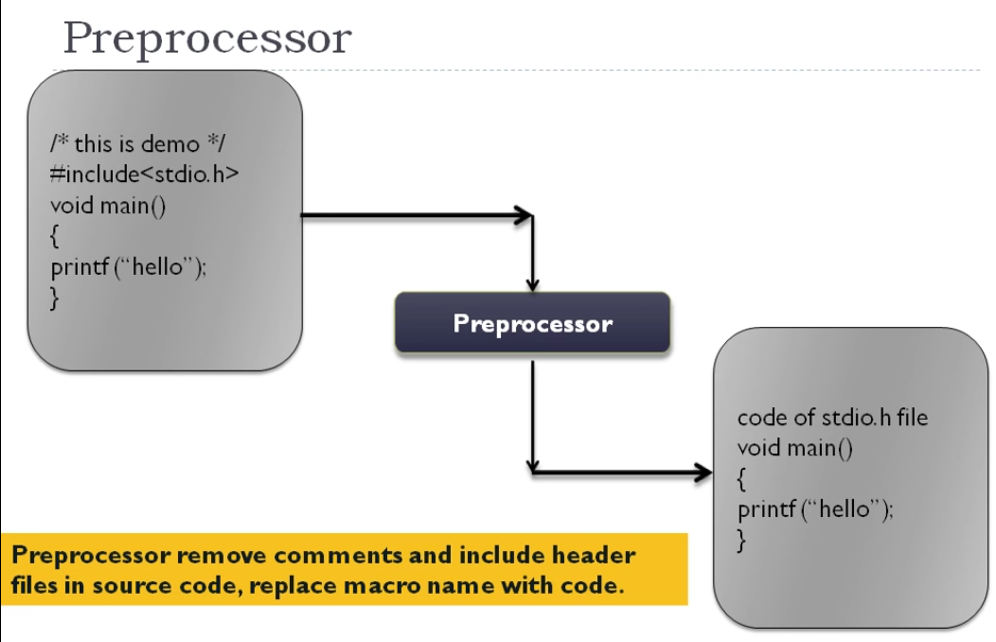 Preprocessor
/* this is demo */
#include<stdio.h>
void main()
{
printf (“hello”);
}
Preprocessor
code of stdio.h file
void main()
{
printf (“hello”);
}
Preprocessor remove comments and include header
files in source code, replace macro name with code.